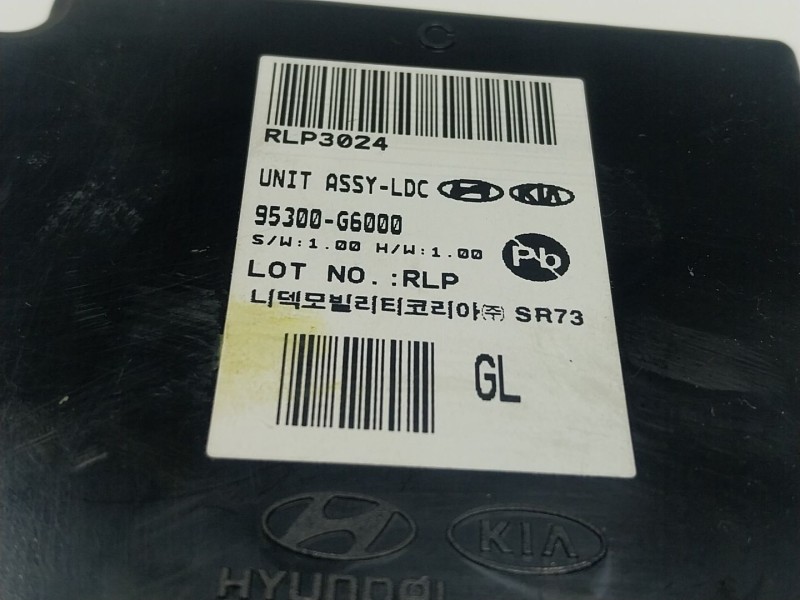 C
RLP3024
UNIT ASSY-LDC KIA
95300-G6000
S/W:1.00 H/W:1.00 Pb
LOT NO.:RLP
니덱모빌리티코리아㈜ SR73
GL
KIA
HYUNDAI